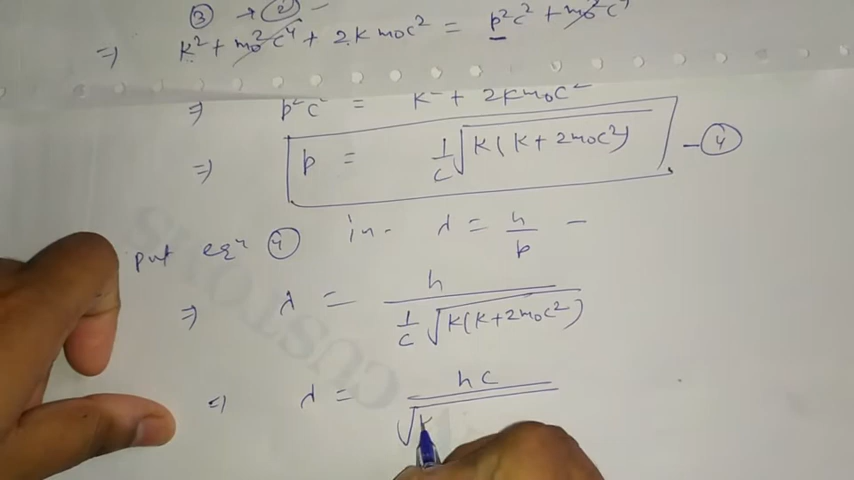 ③ → ② -
⇒ K² + m₀²c⁴ + 2Km₀c² = p²c² + m₀²c⁴
⇒ p²c² = K² + 2Km₀c²
⇒ p = 1/c √K(K+2m₀c²) - ④
put eqⁿ ④ in λ = h/p -
⇒ λ = h / 1/c √K(K+2m₀c²)
⇒ λ = hc / √K
CUSTOMS